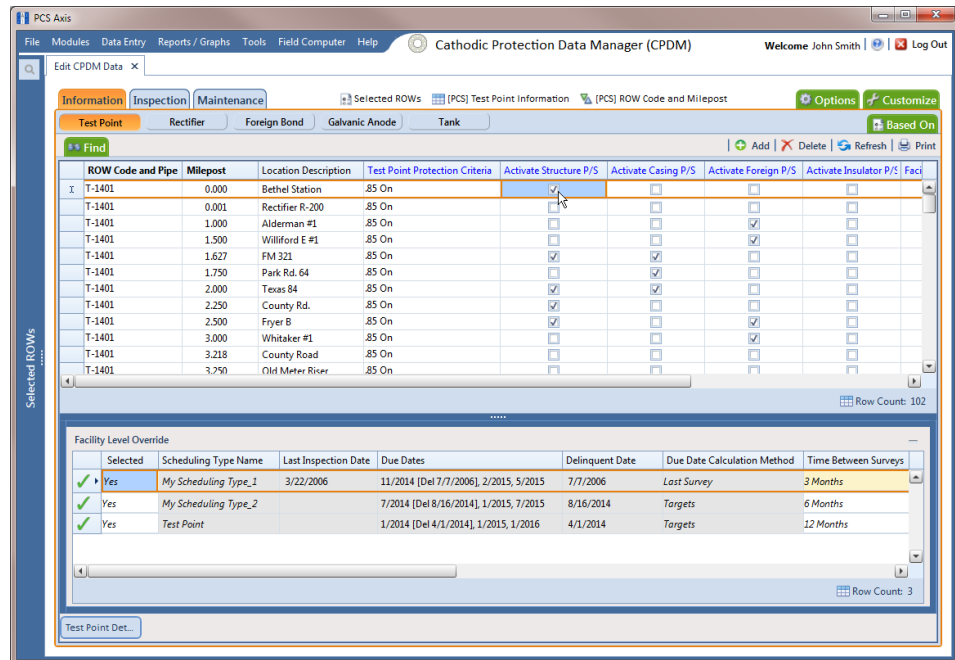 PCS Axis
File Modules Data Entry Reports / Graphs Tools Field Computer Help Cathodic Protection Data Manager (CPDM) Welcome John Smith | | Log Out
Edit CPDM Data ×
Information Inspection Maintenance Selected ROWs [PCS] Test Point Information [PCS] ROW Code and Milepost Options Customize
Test Point Rectifier Foreign Bond Galvanic Anode Tank Based On
Find | Add | Delete | Refresh | Print
ROW Code and Pipe Milepost Location Description Test Point Protection Criteria Activate Structure P/S Activate Casing P/S Activate Foreign P/S Activate Insulator P/S Faci
T-1401 0.000 Bethel Station .85 On
T-1401 0.001 Rectifier R-200 .85 On
T-1401 1.000 Alderman #1 .85 On
T-1401 1.500 Williford E #1 .85 On
T-1401 1.627 FM 321 .85 On
T-1401 1.750 Park Rd. 64 .85 On
T-1401 2.000 Texas 84 .85 On
T-1401 2.250 County Rd. .85 On
T-1401 2.500 Fryer B .85 On
T-1401 3.000 Whitaker #1 .85 On
T-1401 3.218 County Road .85 On
T-1401 3.250 Old Meter Riser .85 On
Row Count: 102
Selected ROWs
Facility Level Override
Selected Scheduling Type Name Last Inspection Date Due Dates Delinquent Date Due Date Calculation Method Time Between Surveys
Yes My Scheduling Type_1 3/22/2006 11/2014 [Del 7/7/2006], 2/2015, 5/2015 7/7/2006 Last Survey 3 Months
Yes My Scheduling Type_2 7/2014 [Del 8/16/2014], 1/2015, 7/2015 8/16/2014 Targets 6 Months
Yes Test Point 1/2014 [Del 4/1/2014], 1/2015, 1/2016 4/1/2014 Targets 12 Months
Row Count: 3
Test Point Det...